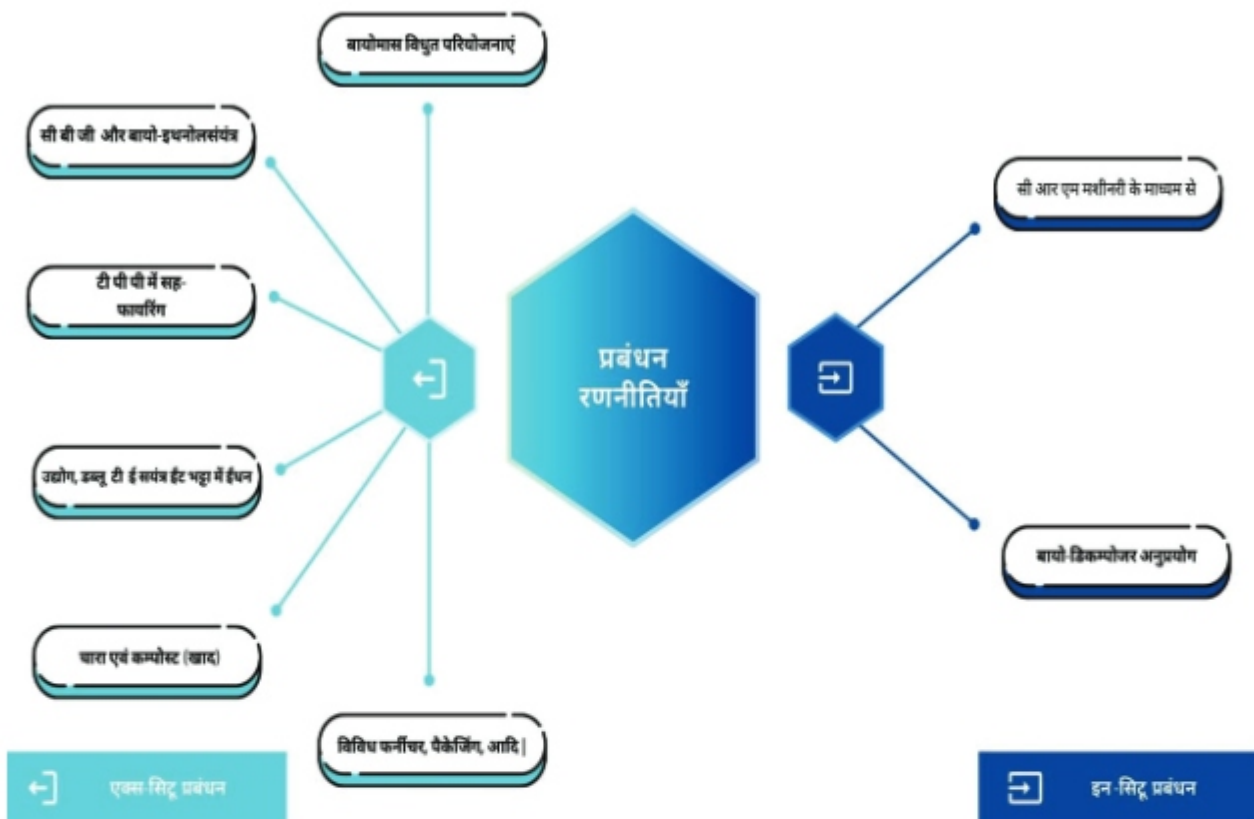 बायोमास विधुत परियोजनाएं
सी बी जी और बायो-इथनोलसंयंत्र
सी आर एम मशीनरी के माध्यम से
टी पी पी में सह-
फायरिंग
प्रबंधन
रणनीतियाँ
उद्योग, डब्लू टी ई सयंत्र ईंट भट्टा में ईंधन
बायो-डिकम्पोजर अनुप्रयोग
चारा एवं कम्पोस्ट (खाद)
विविध फर्नीचर, पैकेजिंग, आदि |
एक्स-सिटू प्रबंधन
इन-सिटू प्रबंधन